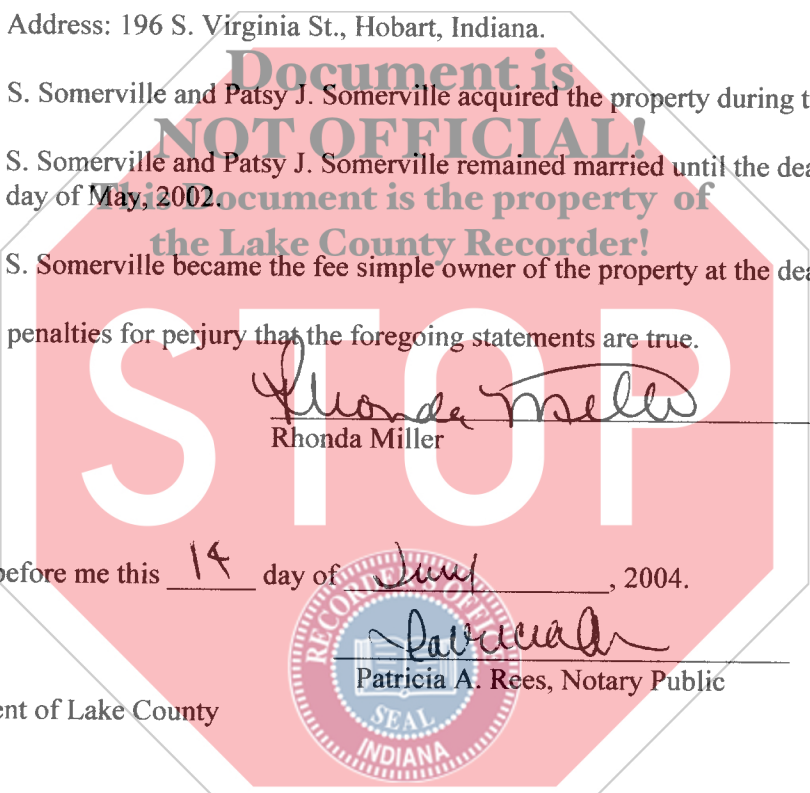 Address: 196 S. Virginia St., Hobart, Indiana.
Document is
S. Somerville and Patsy J. Somerville acquired the property during t
NOT OFFICIAL!
S. Somerville and Patsy J. Somerville remained married until the dea
day of May, 2002.
This Document is the property of
the Lake County Recorder!
S. Somerville became the fee simple owner of the property at the dea
penalties for perjury that the foregoing statements are true.
STOP
Rhonda Miller
Rhonda Miller
before me this 14 day of , 2004.
RECORDER'S OFFICE
Patricia A. Rees, Notary Public
ent of Lake County
SEAL
INDIANA